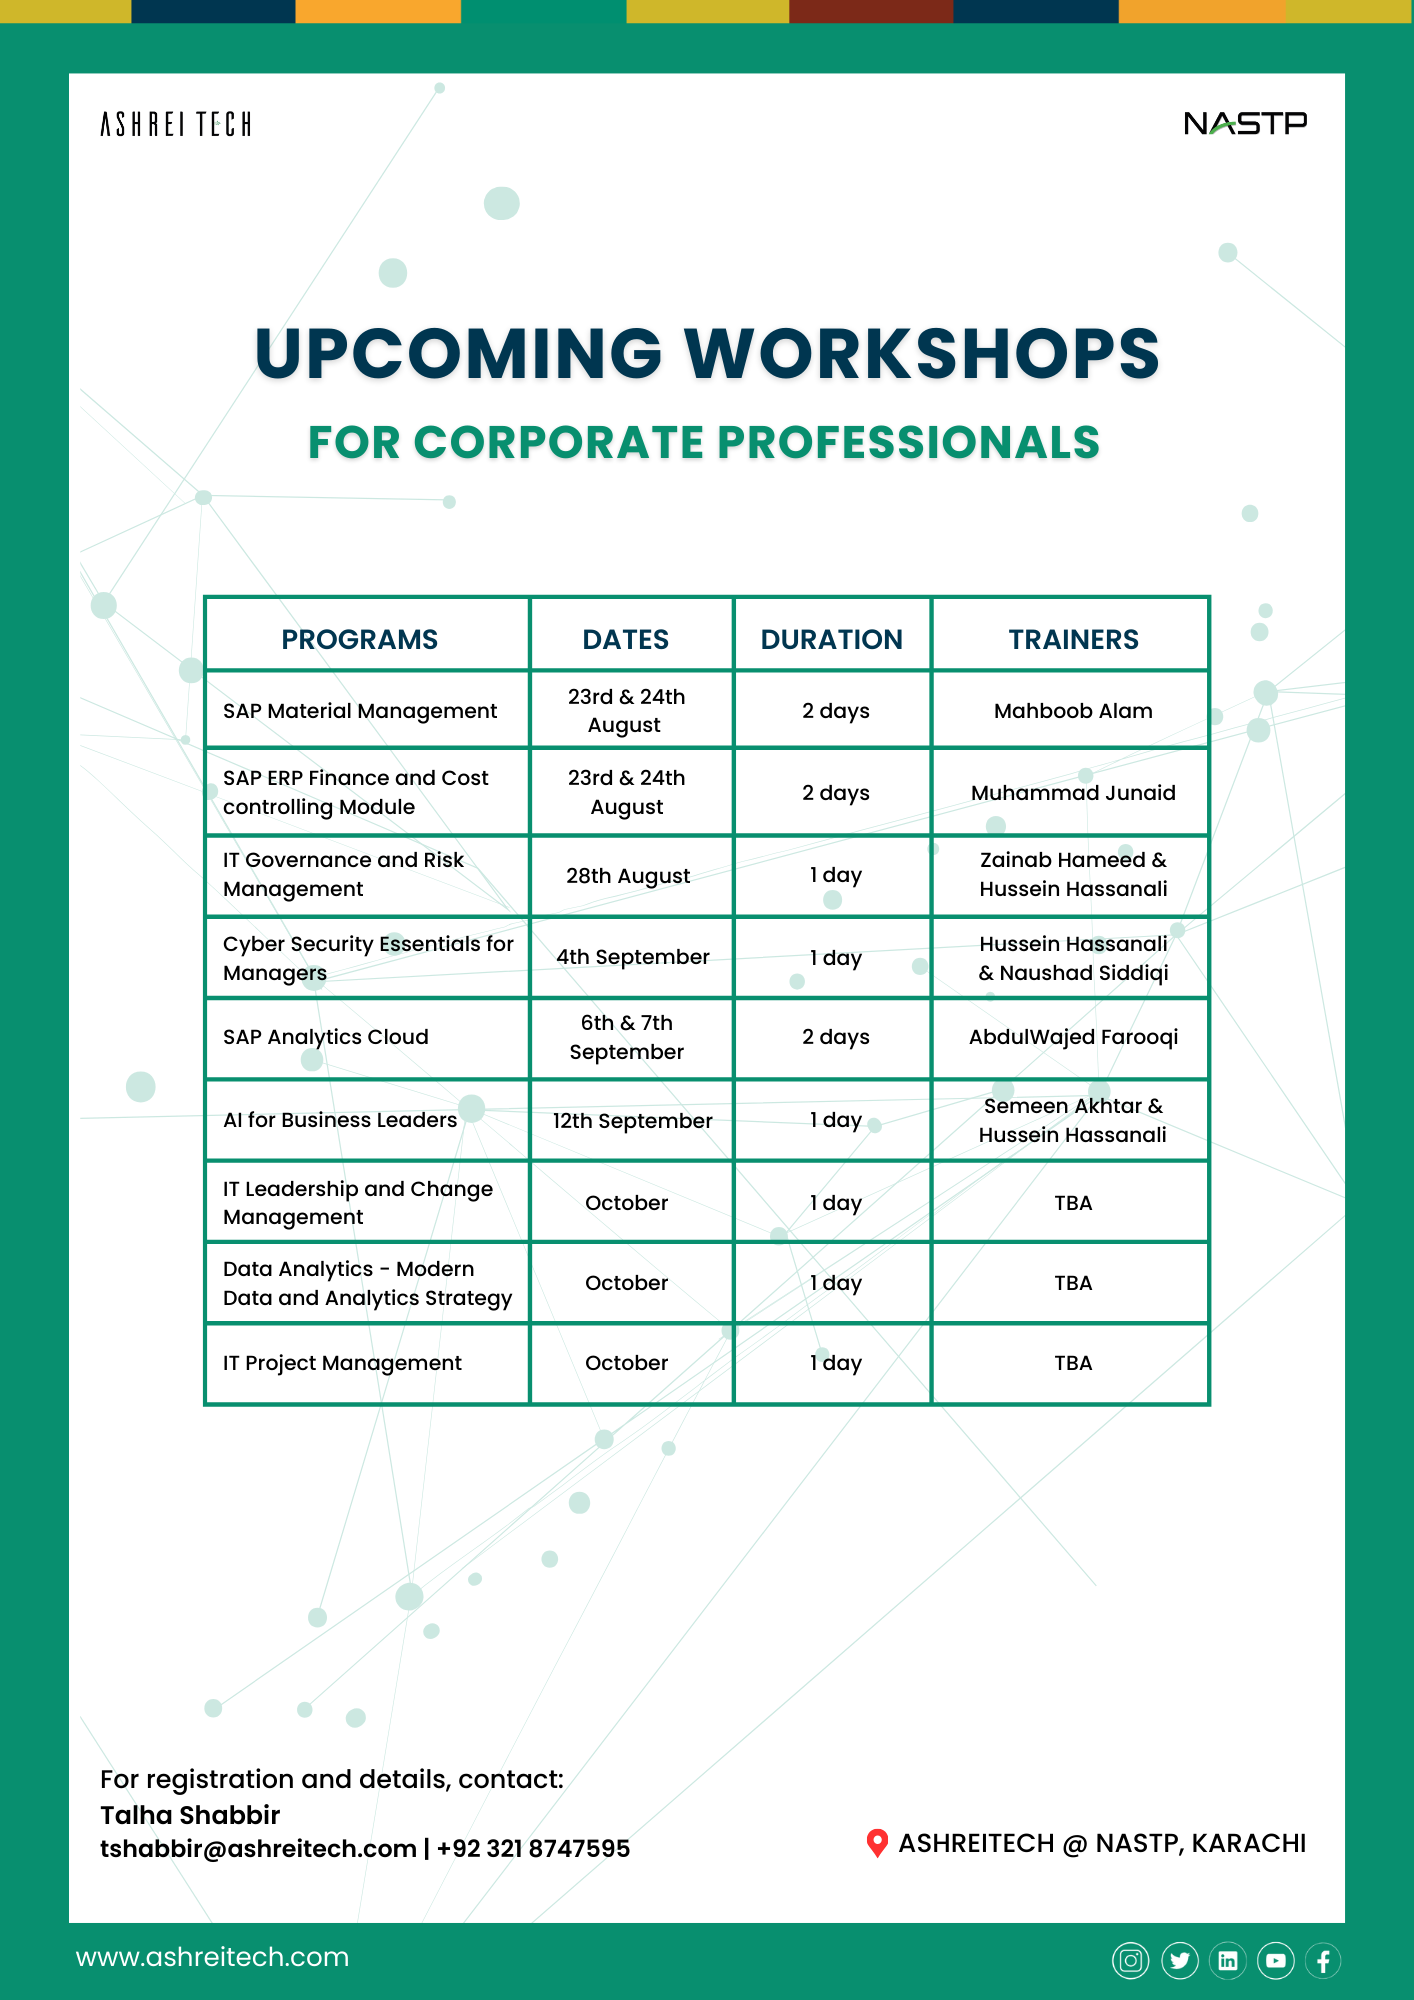 ASHREI TECH
NASTP
UPCOMING WORKSHOPS
FOR CORPORATE PROFESSIONALS
PROGRAMS DATES DURATION TRAINERS
SAP Material Management
23rd & 24th
August
2 days
Mahboob Alam
SAP ERP Finance and Cost
controlling Module
23rd & 24th
August
2 days
Muhammad Junaid
IT Governance and Risk
Management
28th August
1 day
Zainab Hameed &
Hussein Hassanali
Cyber Security Essentials for
Managers
4th September
1 day
Hussein Hassanali
& Naushad Siddiqi
SAP Analytics Cloud
6th & 7th
September
2 days
AbdulWajed Farooqi
AI for Business Leaders
12th September
1 day
Semeen Akhtar &
Hussein Hassanali
IT Leadership and Change
Management
October
1 day
TBA
Data Analytics - Modern
Data and Analytics Strategy
October
1 day
TBA
IT Project Management
October
1 day
TBA
For registration and details, contact:
Talha Shabbir
tshabbir@ashreitech.com | +92 321 8747595
ASHREITECH @ NASTP, KARACHI
www.ashreitech.com